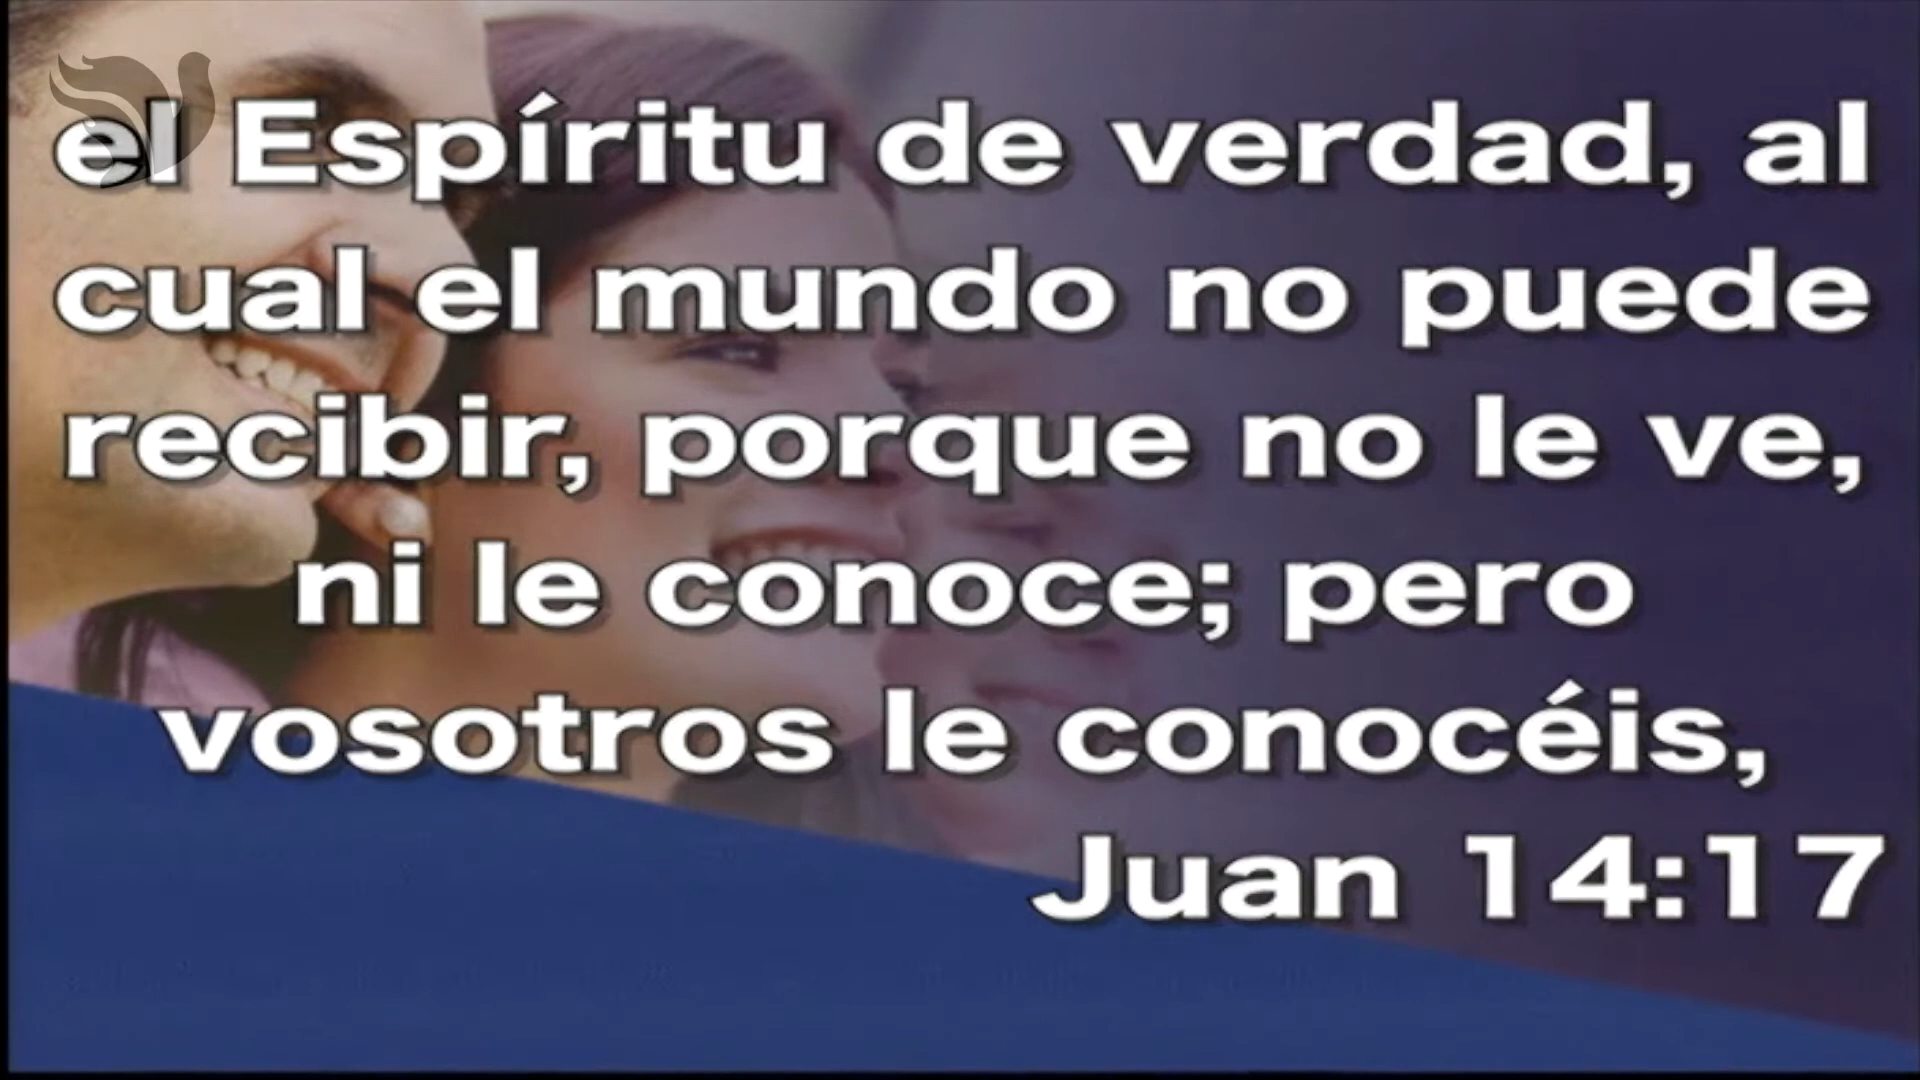 el Espíritu de verdad, al
cual el mundo no puede
recibir, porque no le ve,
ni le conoce; pero
vosotros le conocéis,
Juan 14:17